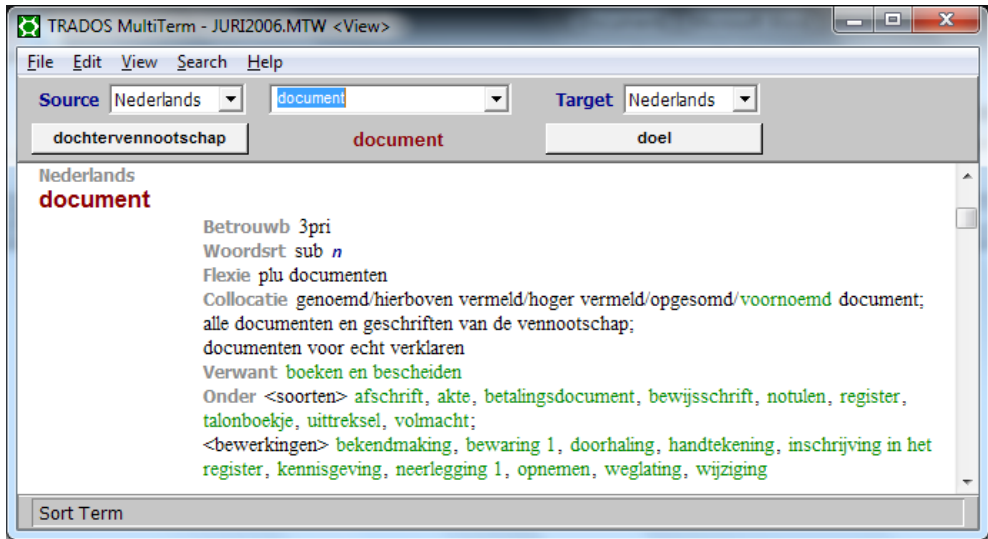 TRADOS MultiTerm - JURI2006.MTW <View>
File Edit View Search Help
Source Nederlands document Target Nederlands
dochtervennootschap document doel
Nederlands
document
Betrouwb 3pri
Woordsrt sub n
Flexie plu documenten
Collocatie genoemd/hierboven vermeld/hoger vermeld/opgesomd/voornoemd document;
alle documenten en geschriften van de vennootschap;
documenten voor echt verklaren
Verwant boeken en bescheiden
Onder <soorten> afschrift, akte, betalingsdocument, bewijsschrift, notulen, register,
talonboekje, uittreksel, volmacht;
<bewerkingen> bekendmaking, bewaring 1, doorhaling, handtekening, inschrijving in het
register, kennisgeving, neerlegging 1, opnemen, weglating, wijziging
Sort Term